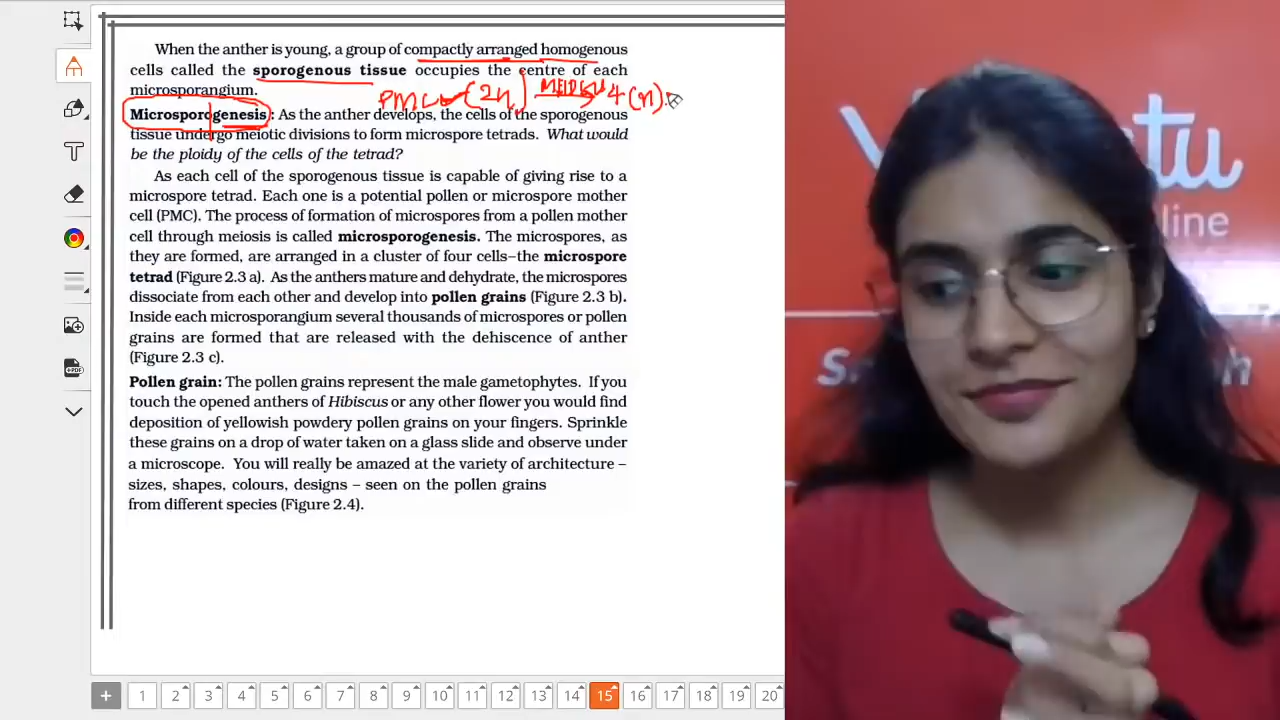 When the anther is young, a group of compactly arranged homogenous
cells called the sporogenous tissue occupies the centre of each
microsporangium.
PMC (2n) MEIOSIS 4 (n)
Microsporogenesis : As the anther develops, the cells of the sporogenous
tissue undergo meiotic divisions to form microspore tetrads. What would
be the ploidy of the cells of the tetrad?
As each cell of the sporogenous tissue is capable of giving rise to a
microspore tetrad. Each one is a potential pollen or microspore mother
cell (PMC). The process of formation of microspores from a pollen mother
cell through meiosis is called microsporogenesis. The microspores, as
they are formed, are arranged in a cluster of four cells–the microspore
tetrad (Figure 2.3 a). As the anthers mature and dehydrate, the microspores
dissociate from each other and develop into pollen grains (Figure 2.3 b).
Inside each microsporangium several thousands of microspores or pollen
grains are formed that are released with the dehiscence of anther
(Figure 2.3 c).
Pollen grain: The pollen grains represent the male gametophytes. If you
touch the opened anthers of Hibiscus or any other flower you would find
deposition of yellowish powdery pollen grains on your fingers. Sprinkle
these grains on a drop of water taken on a glass slide and observe under
a microscope. You will really be amazed at the variety of architecture –
sizes, shapes, colours, designs – seen on the pollen grains
from different species (Figure 2.4).
tu
line
+ 1 2 3 4 5 6 7 8 9 10 11 12 13 14 15 16 17 18 19 20
T
+PDF